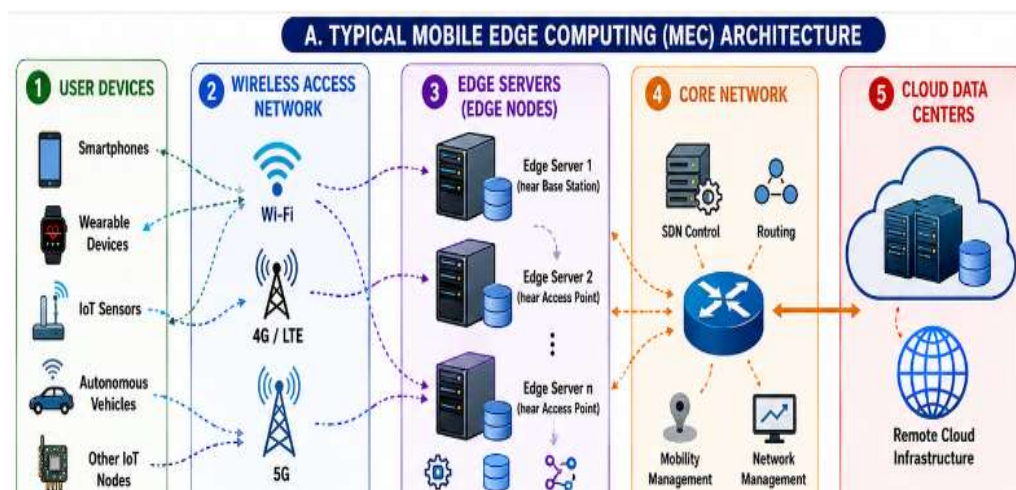 A. TYPICAL MOBILE EDGE COMPUTING (MEC) ARCHITECTURE
1 USER DEVICES
Smartphones
Wearable
Devices
IoT Sensors
Autonomous
Vehicles
Other IoT
Nodes
2 WIRELESS ACCESS
NETWORK
Wi-Fi
4G / LTE
5G
3 EDGE SERVERS
(EDGE NODES)
Edge Server 1
(hear Base Station)
Edge Server 2
(hear Access Point)
Edge Server n
(hear Access Point)
4 CORE NETWORK
SDN Control
Routing
Mobility
Management
Network
Management
5 CLOUD DATA
CENTERS
Remote Cloud
Infrastructure